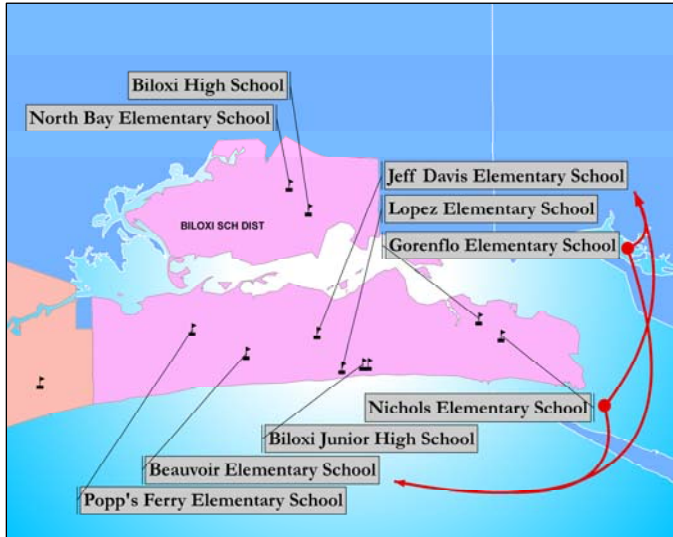 Biloxi High School
North Bay Elementary School
Jeff Davis Elementary School
Lopez Elementary School
BILOXI SCH DIST
Gorenflo Elementary School
Nichols Elementary School
Biloxi Junior High School
Beauvoir Elementary School
Popp's Ferry Elementary School